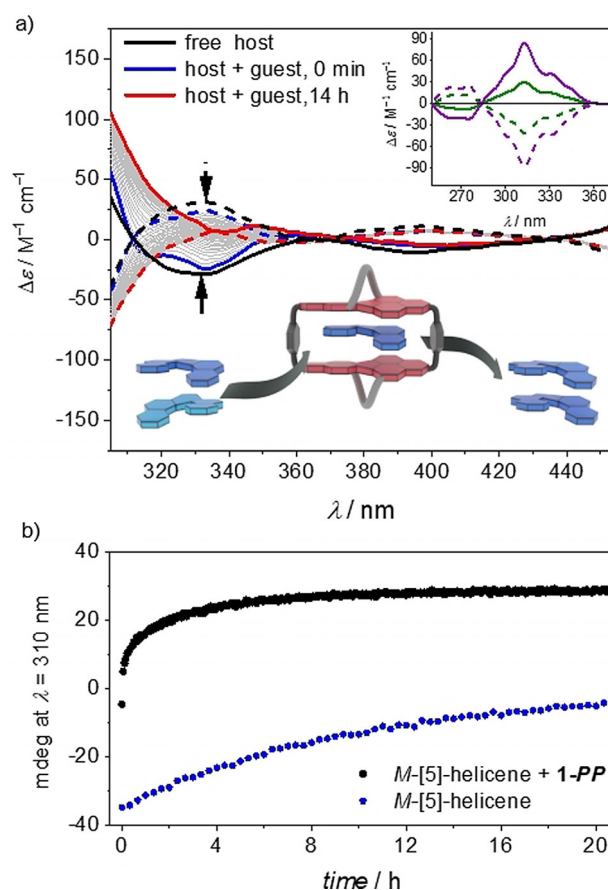 a)
free host
host + guest, 0 min
host + guest,14 h
Δε / M⁻¹ cm⁻¹
150
100
50
0
-50
-100
-150
320 340 360 380 400 420 440
λ / nm
Δε / M⁻¹ cm⁻¹
90
60
30
0
-30
-60
-90
270 300 330 360
λ / nm
b)
mdeg at λ = 310 nm
40
20
0
-20
-40
M-[5]-helicene + 1-PP
M-[5]-helicene
0 4 8 12 16 20
time / h